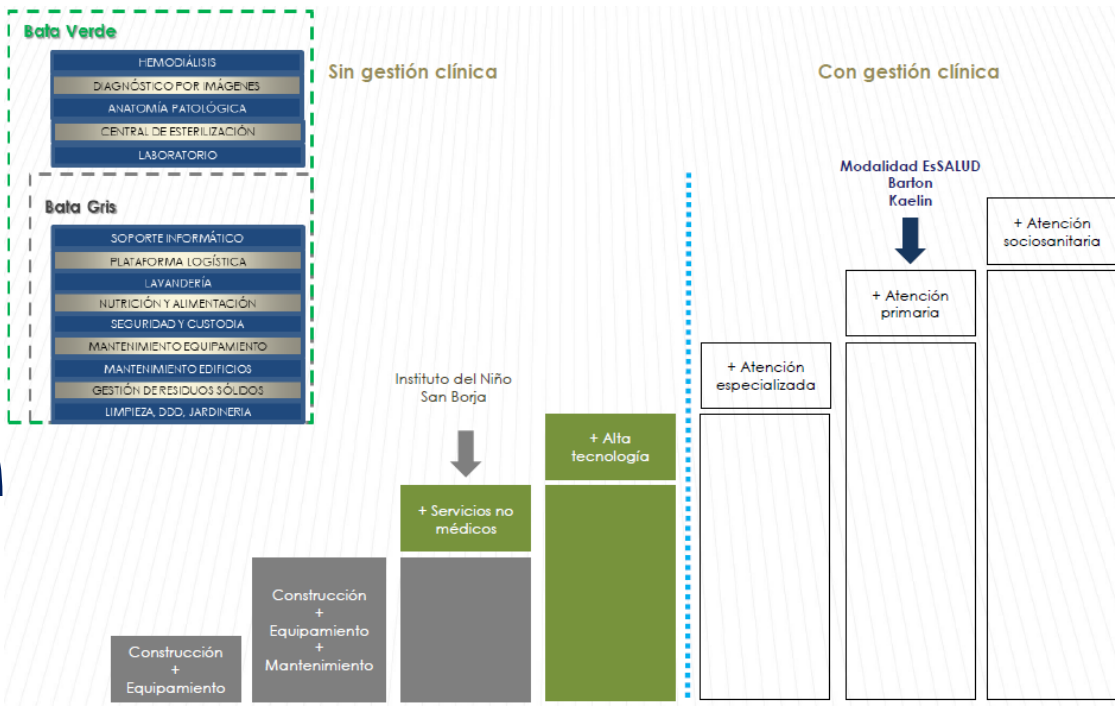 Bata Verde
HEMODIÁLISIS
DIAGNÓSTICO POR IMÁGENES
ANATOMÍA PATOLÓGICA
CENTRAL DE ESTERILIZACIÓN
LABORATORIO
Bata Gris
SOPORTE INFORMÁTICO
PLATAFORMA LOGÍSTICA
LAVANDERÍA
NUTRICIÓN Y ALIMENTACIÓN
SEGURIDAD Y CUSTODIA
MANTENIMIENTO EQUIPAMIENTO
MANTENIMIENTO EDIFICIOS
GESTIÓN DE RESIDUOS SÓLIDOS
LIMPIEZA, DDD, JARDINERIA
Sin gestión clínica
Con gestión clínica
Construcción
+
Equipamiento
Construcción
+
Equipamiento
+
Mantenimiento
Instituto del Niño
San Borja
+ Servicios no
médicos
+ Alta
tecnología
+ Atención
especializada
Modalidad EsSALUD
Barton
Kaelin
+ Atención
primaria
+ Atención
sociosanitaria